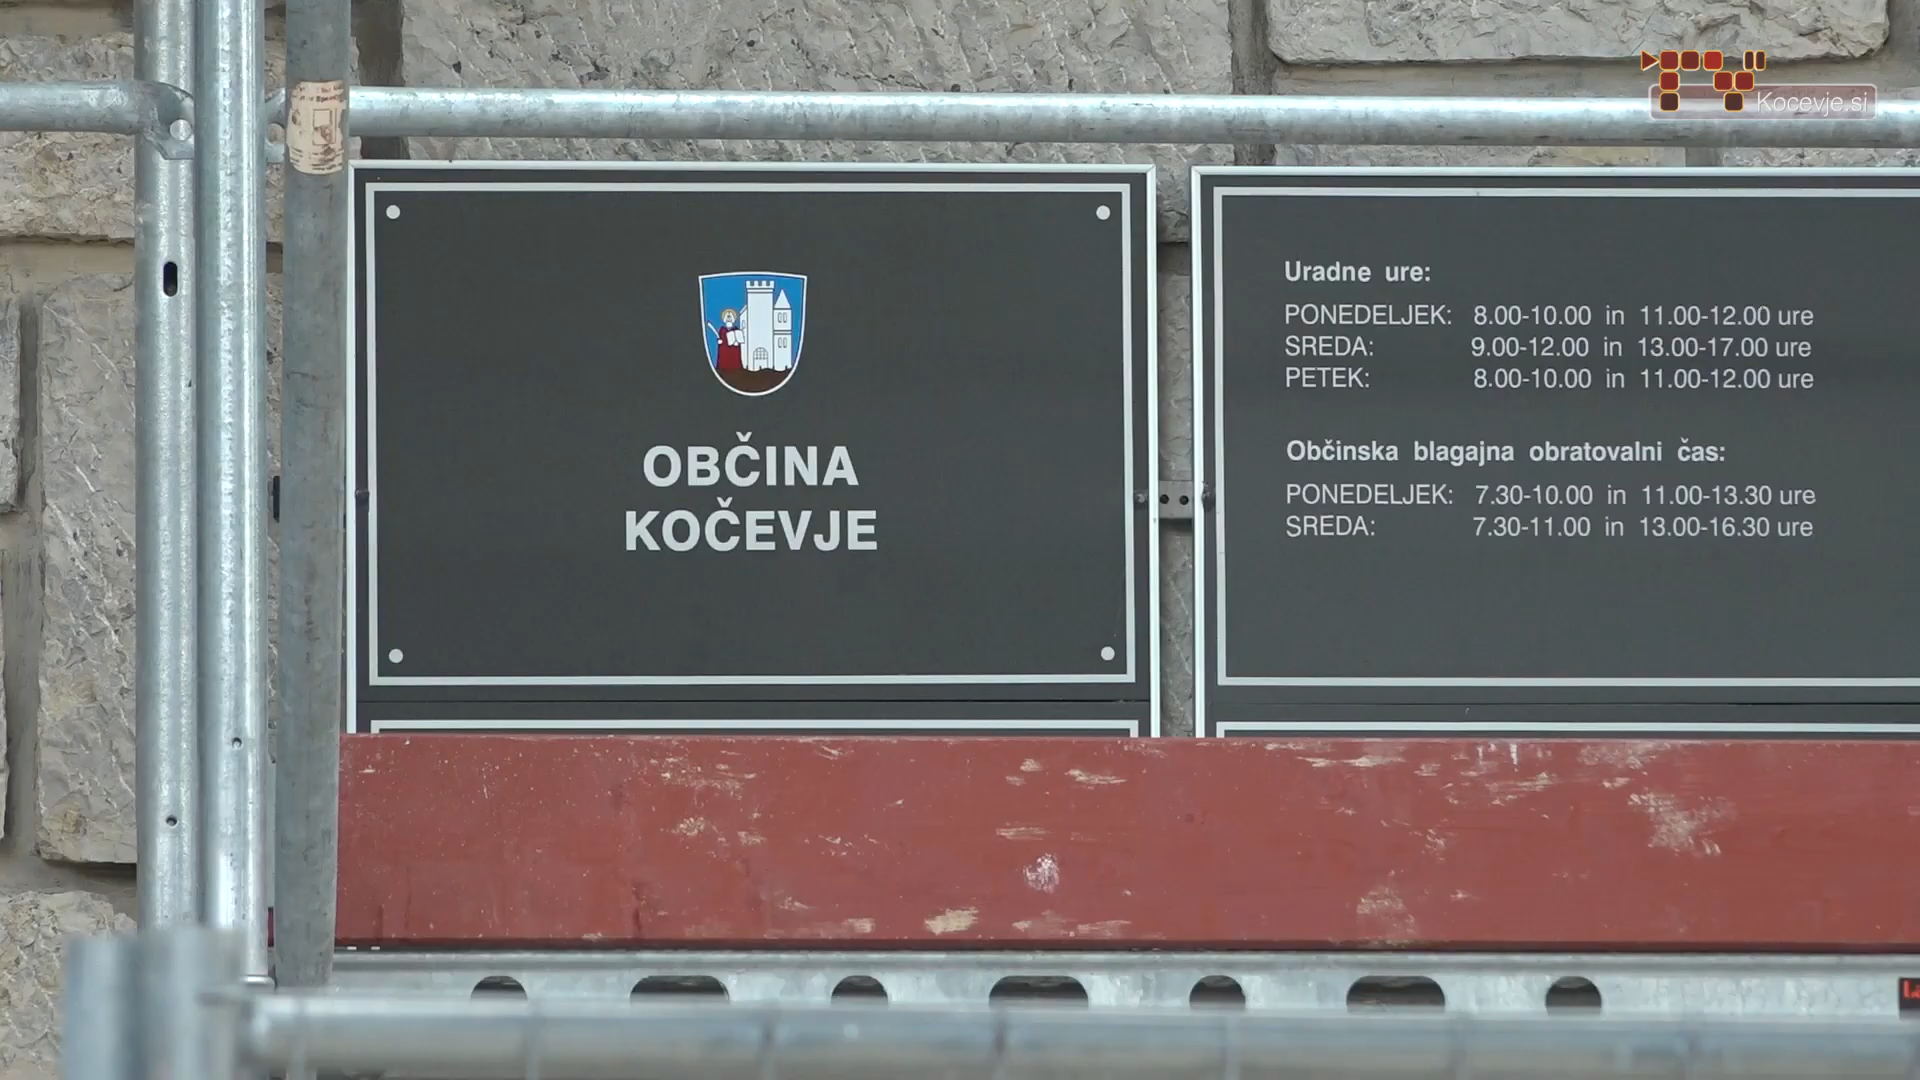 Kocevje.si
OBČINA
KOČEVJE
Uradne ure:
PONEDELJEK: 8.00-10.00 in 11.00-12.00 ure
SREDA: 9.00-12.00 in 13.00-17.00 ure
PETEK: 8.00-10.00 in 11.00-12.00 ure
Občinska blagajna obratovalni čas:
PONEDELJEK: 7.30-10.00 in 11.00-13.30 ure
SREDA: 7.30-11.00 in 13.00-16.30 ure